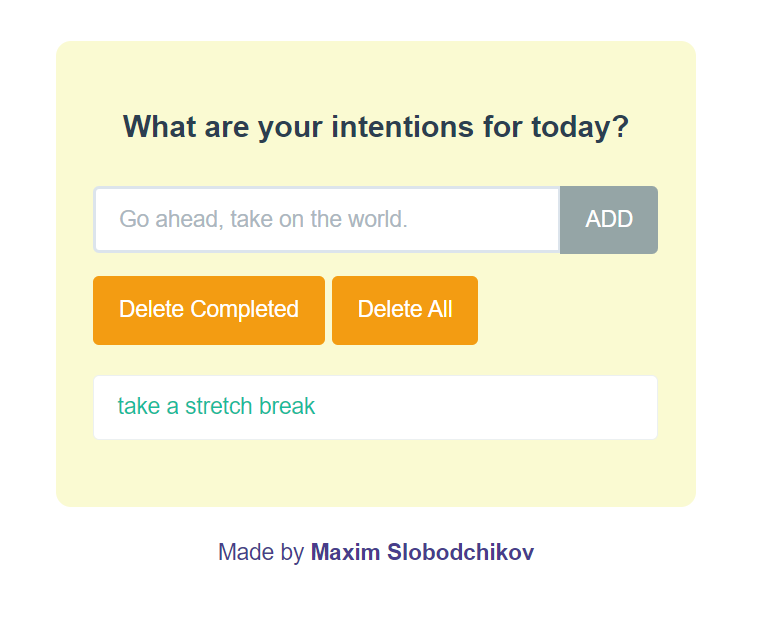 What are your intentions for today?
Go ahead, take on the world.
ADD
Delete Completed
Delete All
take a stretch break
Made by Maxim Slobodchikov